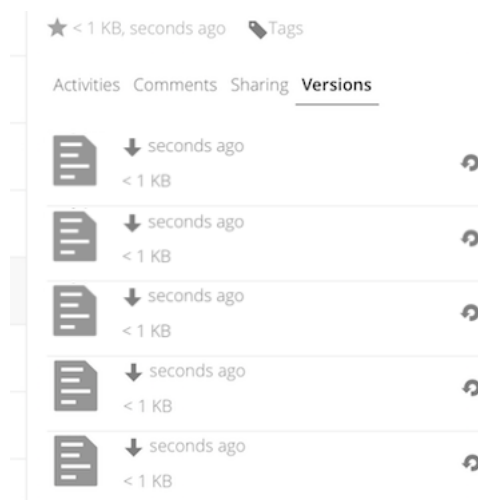 < 1 KB, seconds ago Tags
Activities Comments Sharing Versions
seconds ago
< 1 KB
seconds ago
< 1 KB
seconds ago
< 1 KB
seconds ago
< 1 KB
seconds ago
< 1 KB